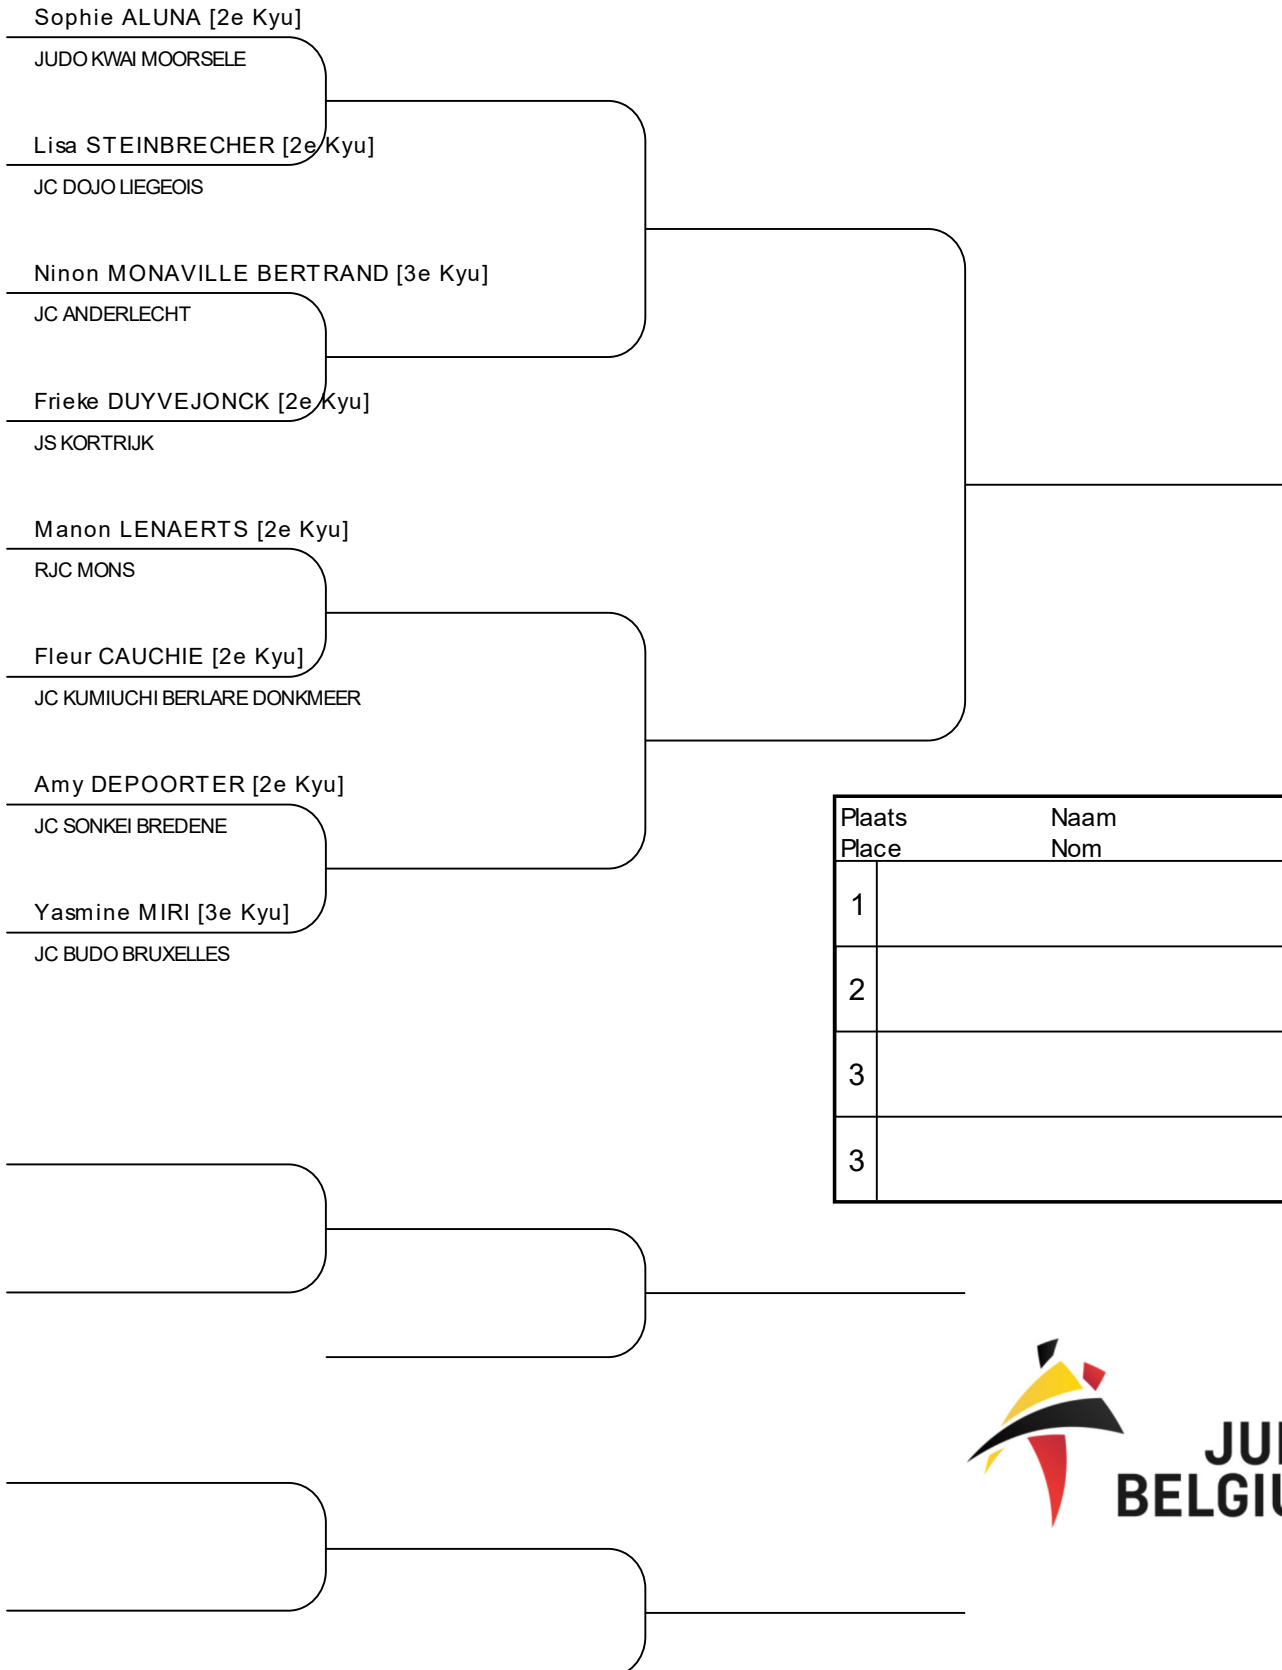 Sophie ALUNA [2e Kyu]
JUDO KWAI MOORSELE
Lisa STEINBRECHER [2e Kyu]
JC DOJO LIEGEOIS
Ninon MONAVILLE BERTRAND [3e Kyu]
JC ANDERLECHT
Frieke DUYVEJONCK [2e Kyu]
JS KORTRIJK
Manon LENAERTS [2e Kyu]
RJC MONS
Fleur CAUCHIE [2e Kyu]
JC KUMIUCHI BERLARE DONKMEER
Amy DEPOORTER [2e Kyu]
JC SONKEI BREDENE
Yasmine MIRI [3e Kyu]
JC BUDO BRUXELLES
Plaats Naam
Place Nom
1
2
3
3